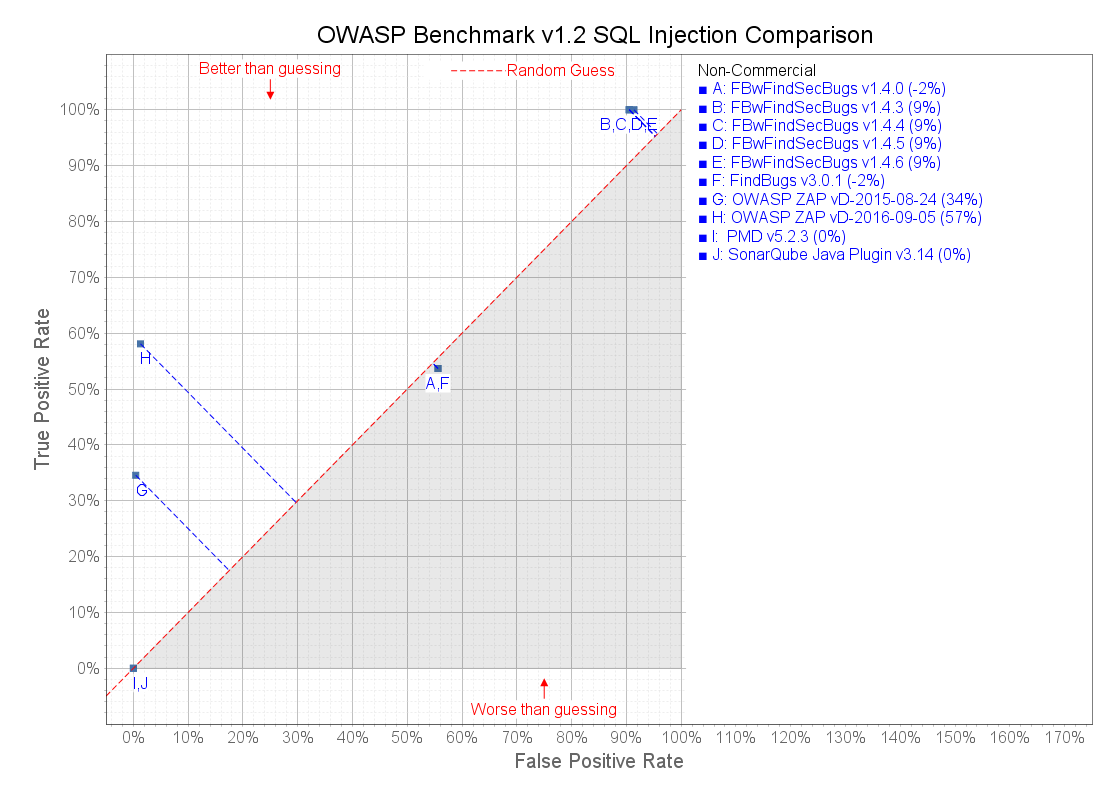 OWASP Benchmark v1.2 SQL Injection Comparison
Better than guessing
Random Guess
Non-Commercial
A: FBwFindSecBugs v1.4.0 (-2%)
B: FBwFindSecBugs v1.4.3 (9%)
C: FBwFindSecBugs v1.4.4 (9%)
D: FBwFindSecBugs v1.4.5 (9%)
E: FBwFindSecBugs v1.4.6 (9%)
F: FindBugs v3.0.1 (-2%)
G: OWASP ZAP vD-2015-08-24 (34%)
H: OWASP ZAP vD-2016-09-05 (57%)
I: PMD v5.2.3 (0%)
J: SonarQube Java Plugin v3.14 (0%)
True Positive Rate
100%
90%
80%
70%
60%
50%
40%
30%
20%
10%
0%
B,C,D,E
H
A,F
G
I,J
Worse than guessing
0% 10% 20% 30% 40% 50% 60% 70% 80% 90% 100% 110% 120% 130% 140% 150% 160% 170%
False Positive Rate